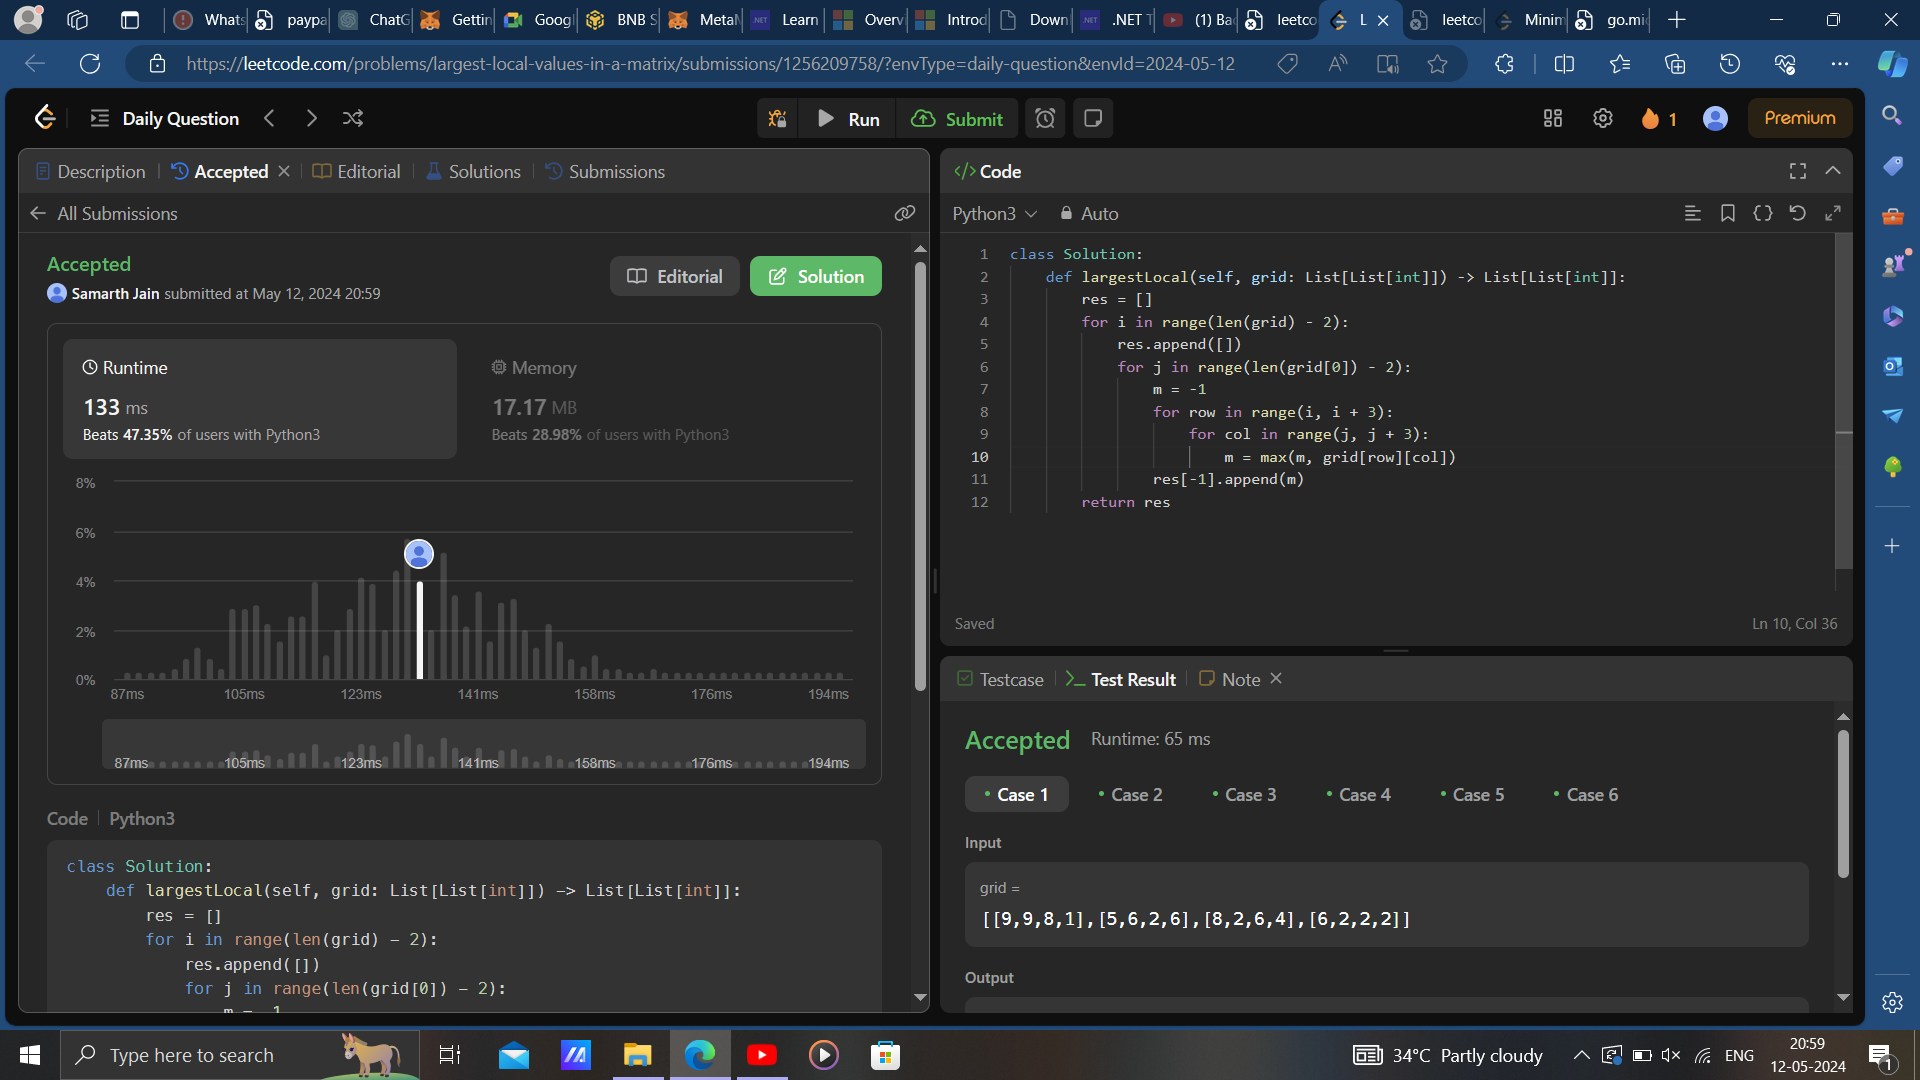 Whats
paypa
ChatG
Gettin
Goog
BNB S
MetaM
Learn
Overv
Introd
Down
.NET T
(1) Ba
leetco
L
leetco
Minim
go.mi
https://leetcode.com/problems/largest-local-values-in-a-matrix/submissions/1256209758/?envType=daily-question&envId=2024-05-12
Daily Question
Run
Submit
1
Premium
Description
Accepted
Editorial
Solutions
Submissions
All Submissions
Accepted
Samarth Jain submitted at May 12, 2024 20:59
Editorial
Solution
Runtime
133 ms
Beats 47.35% of users with Python3
Memory
17.17 MB
Beats 28.98% of users with Python3
8%
6%
4%
2%
0%
87ms 105ms 123ms 141ms 158ms 176ms 194ms
87ms 105ms 123ms 141ms 158ms 176ms 194ms
Code Python3
class Solution:
def largestLocal(self, grid: List[List[int]]) -> List[List[int]]:
res = []
for i in range(len(grid) - 2):
res.append([])
for j in range(len(grid[0]) - 2):
m = -1
</> Code
Python3
Auto
1 class Solution:
2 def largestLocal(self, grid: List[List[int]]) -> List[List[int]]:
3 res = []
4 for i in range(len(grid) - 2):
5 res.append([])
6 for j in range(len(grid[0]) - 2):
7 m = -1
8 for row in range(i, i + 3):
9 for col in range(j, j + 3):
10 m = max(m, grid[row][col])
11 res[-1].append(m)
12 return res
Saved
Ln 10, Col 36
Testcase
Test Result
Note
Accepted Runtime: 65 ms
Case 1
Case 2
Case 3
Case 4
Case 5
Case 6
Input
grid =
[[9,9,8,1],[5,6,2,6],[8,2,6,4],[6,2,2,2]]
Output
Type here to search
34°C Partly cloudy
ENG
20:59
12-05-2024
1